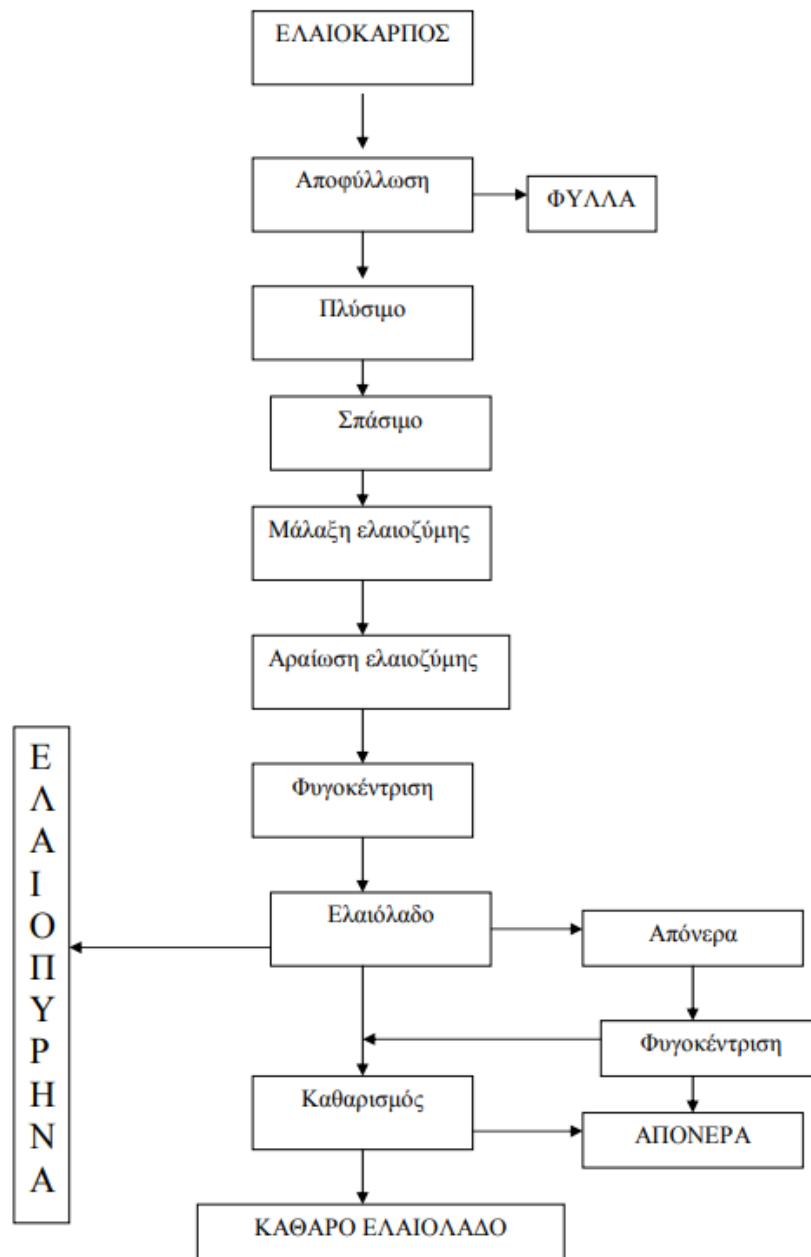 ΕΛΑΙΟΚΑΡΠΟΣ
Αποφύλλωση
ΦΥΛΛΑ
Πλύσιμο
Σπάσιμο
Μάλαξη ελαιοζύμης
Αραίωση ελαιοζύμης
Φυγοκέντριση
Ελαιόλαδο
Απόνερα
ΕΛΑΙΟΠΥΡΗΝΑ
Φυγοκέντριση
Καθαρισμός
ΑΠΟΝΕΡΑ
ΚΑΘΑΡΟ ΕΛΑΙΟΛΑΔΟ